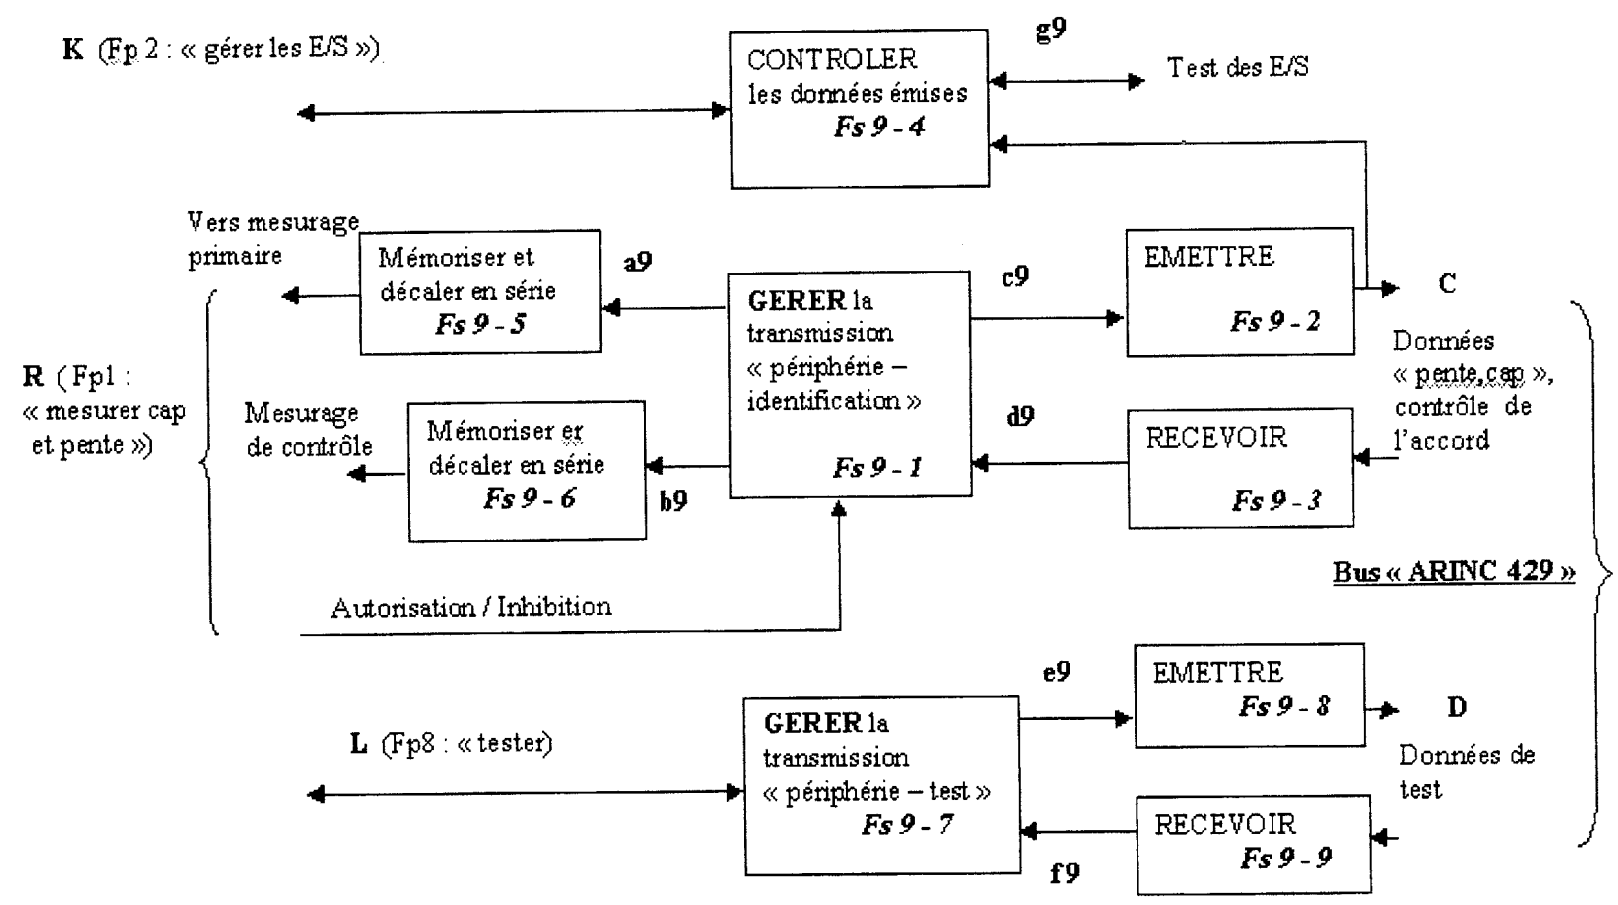 K (Fp 2 : « gérer les E/S »)
g9
CONTROLER
les données émises
Fs 9 - 4
Test des E/S
Vers mesurage
primaire
Mémoriser et
décaler en série
Fs 9 - 5
a9
GERER la
transmission
« périphérie –
identification »
Fs 9 - 1
c9
EMETTRE
Fs 9 - 2
C
Données
« pente,cap »,
contrôle de
l'accord
R (Fp1 :
« mesurer cap
et pente »)
Mesurage
de contrôle
Mémoriser er
décaler en série
Fs 9 - 6
b9
d9
RECEVOIR
Fs 9 - 3
Bus « ARINC 429 »
Autorisation / Inhibition
L (Fp8 : « tester)
GERER la
transmission
« périphérie – test »
Fs 9 - 7
e9
EMETTRE
Fs 9 - 8
D
Données de
test
f9
RECEVOIR
Fs 9 - 9